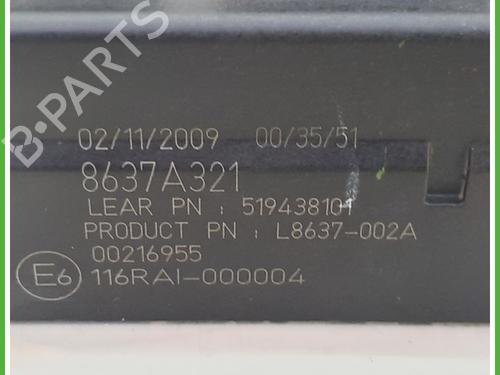 02/11/2009 00/35/51
8637A321
LEAR PN : 519438101
PRODUCT PN : L8637-002A
00216955
E6 116RAI-000004
B-PARTS